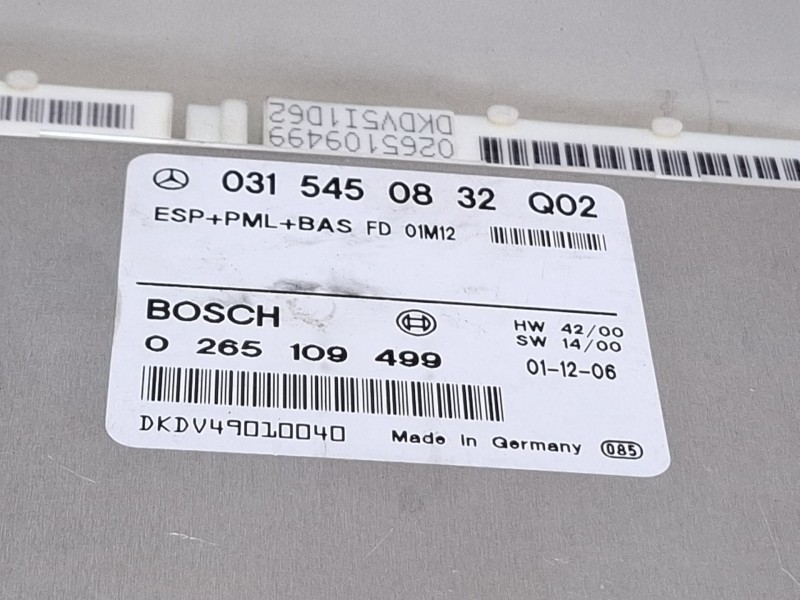 0265109499
DKDV5I1D62
031 545 08 32 Q02
ESP+PML+BAS FD 01M12
BOSCH
HW 42/00
SW 14/00
0 265 109 499
01-12-06
DKDV49010040
Made in Germany
085